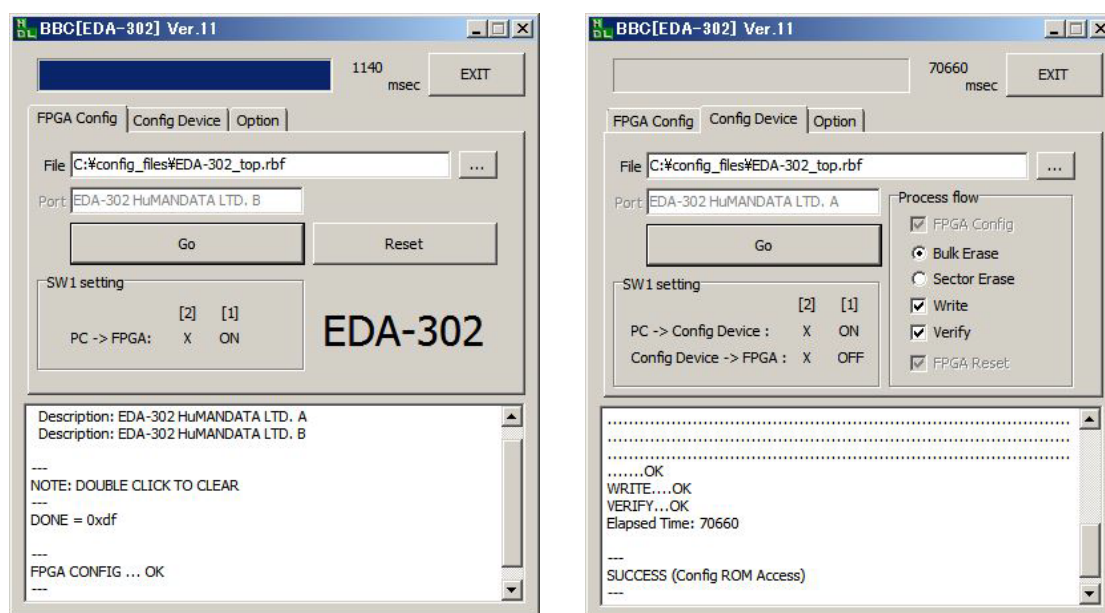 BBC[EDA-302] Ver.11
1140
msec
EXIT
FPGA Config Config Device Option
File C:¥config_files¥EDA-302_top.rbf ...
Port EDA-302 HuMANDATA LTD. B
Go Reset
SW1 setting
[2] [1]
PC -> FPGA: X ON
EDA-302
Description: EDA-302 HuMANDATA LTD. A
Description: EDA-302 HuMANDATA LTD. B
---
NOTE: DOUBLE CLICK TO CLEAR
---
DONE = 0xdf
---
FPGA CONFIG ... OK
---
BBC[EDA-302] Ver.11
70660
msec
EXIT
FPGA Config Config Device Option
File C:¥config_files¥EDA-302_top.rbf ...
Port EDA-302 HuMANDATA LTD. A
Go
Process flow
FPGA Config
Bulk Erase
Sector Erase
Write
Verify
FPGA Reset
SW1 setting
[2] [1]
PC -> Config Device : X ON
Config Device -> FPGA : X OFF
.......OK
WRITE....OK
VERIFY...OK
Elapsed Time: 70660
---
SUCCESS (Config ROM Access)
---